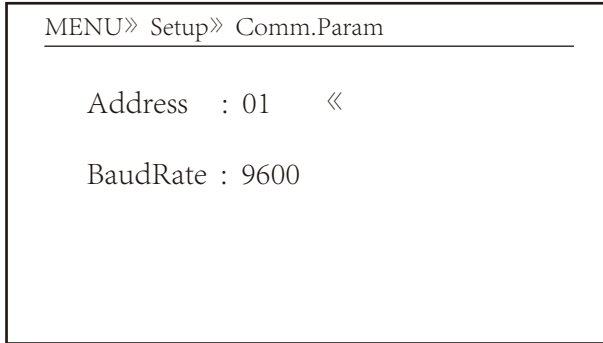 MENU》 Setup》 Comm.Param
Address : 01 《
BaudRate : 9600